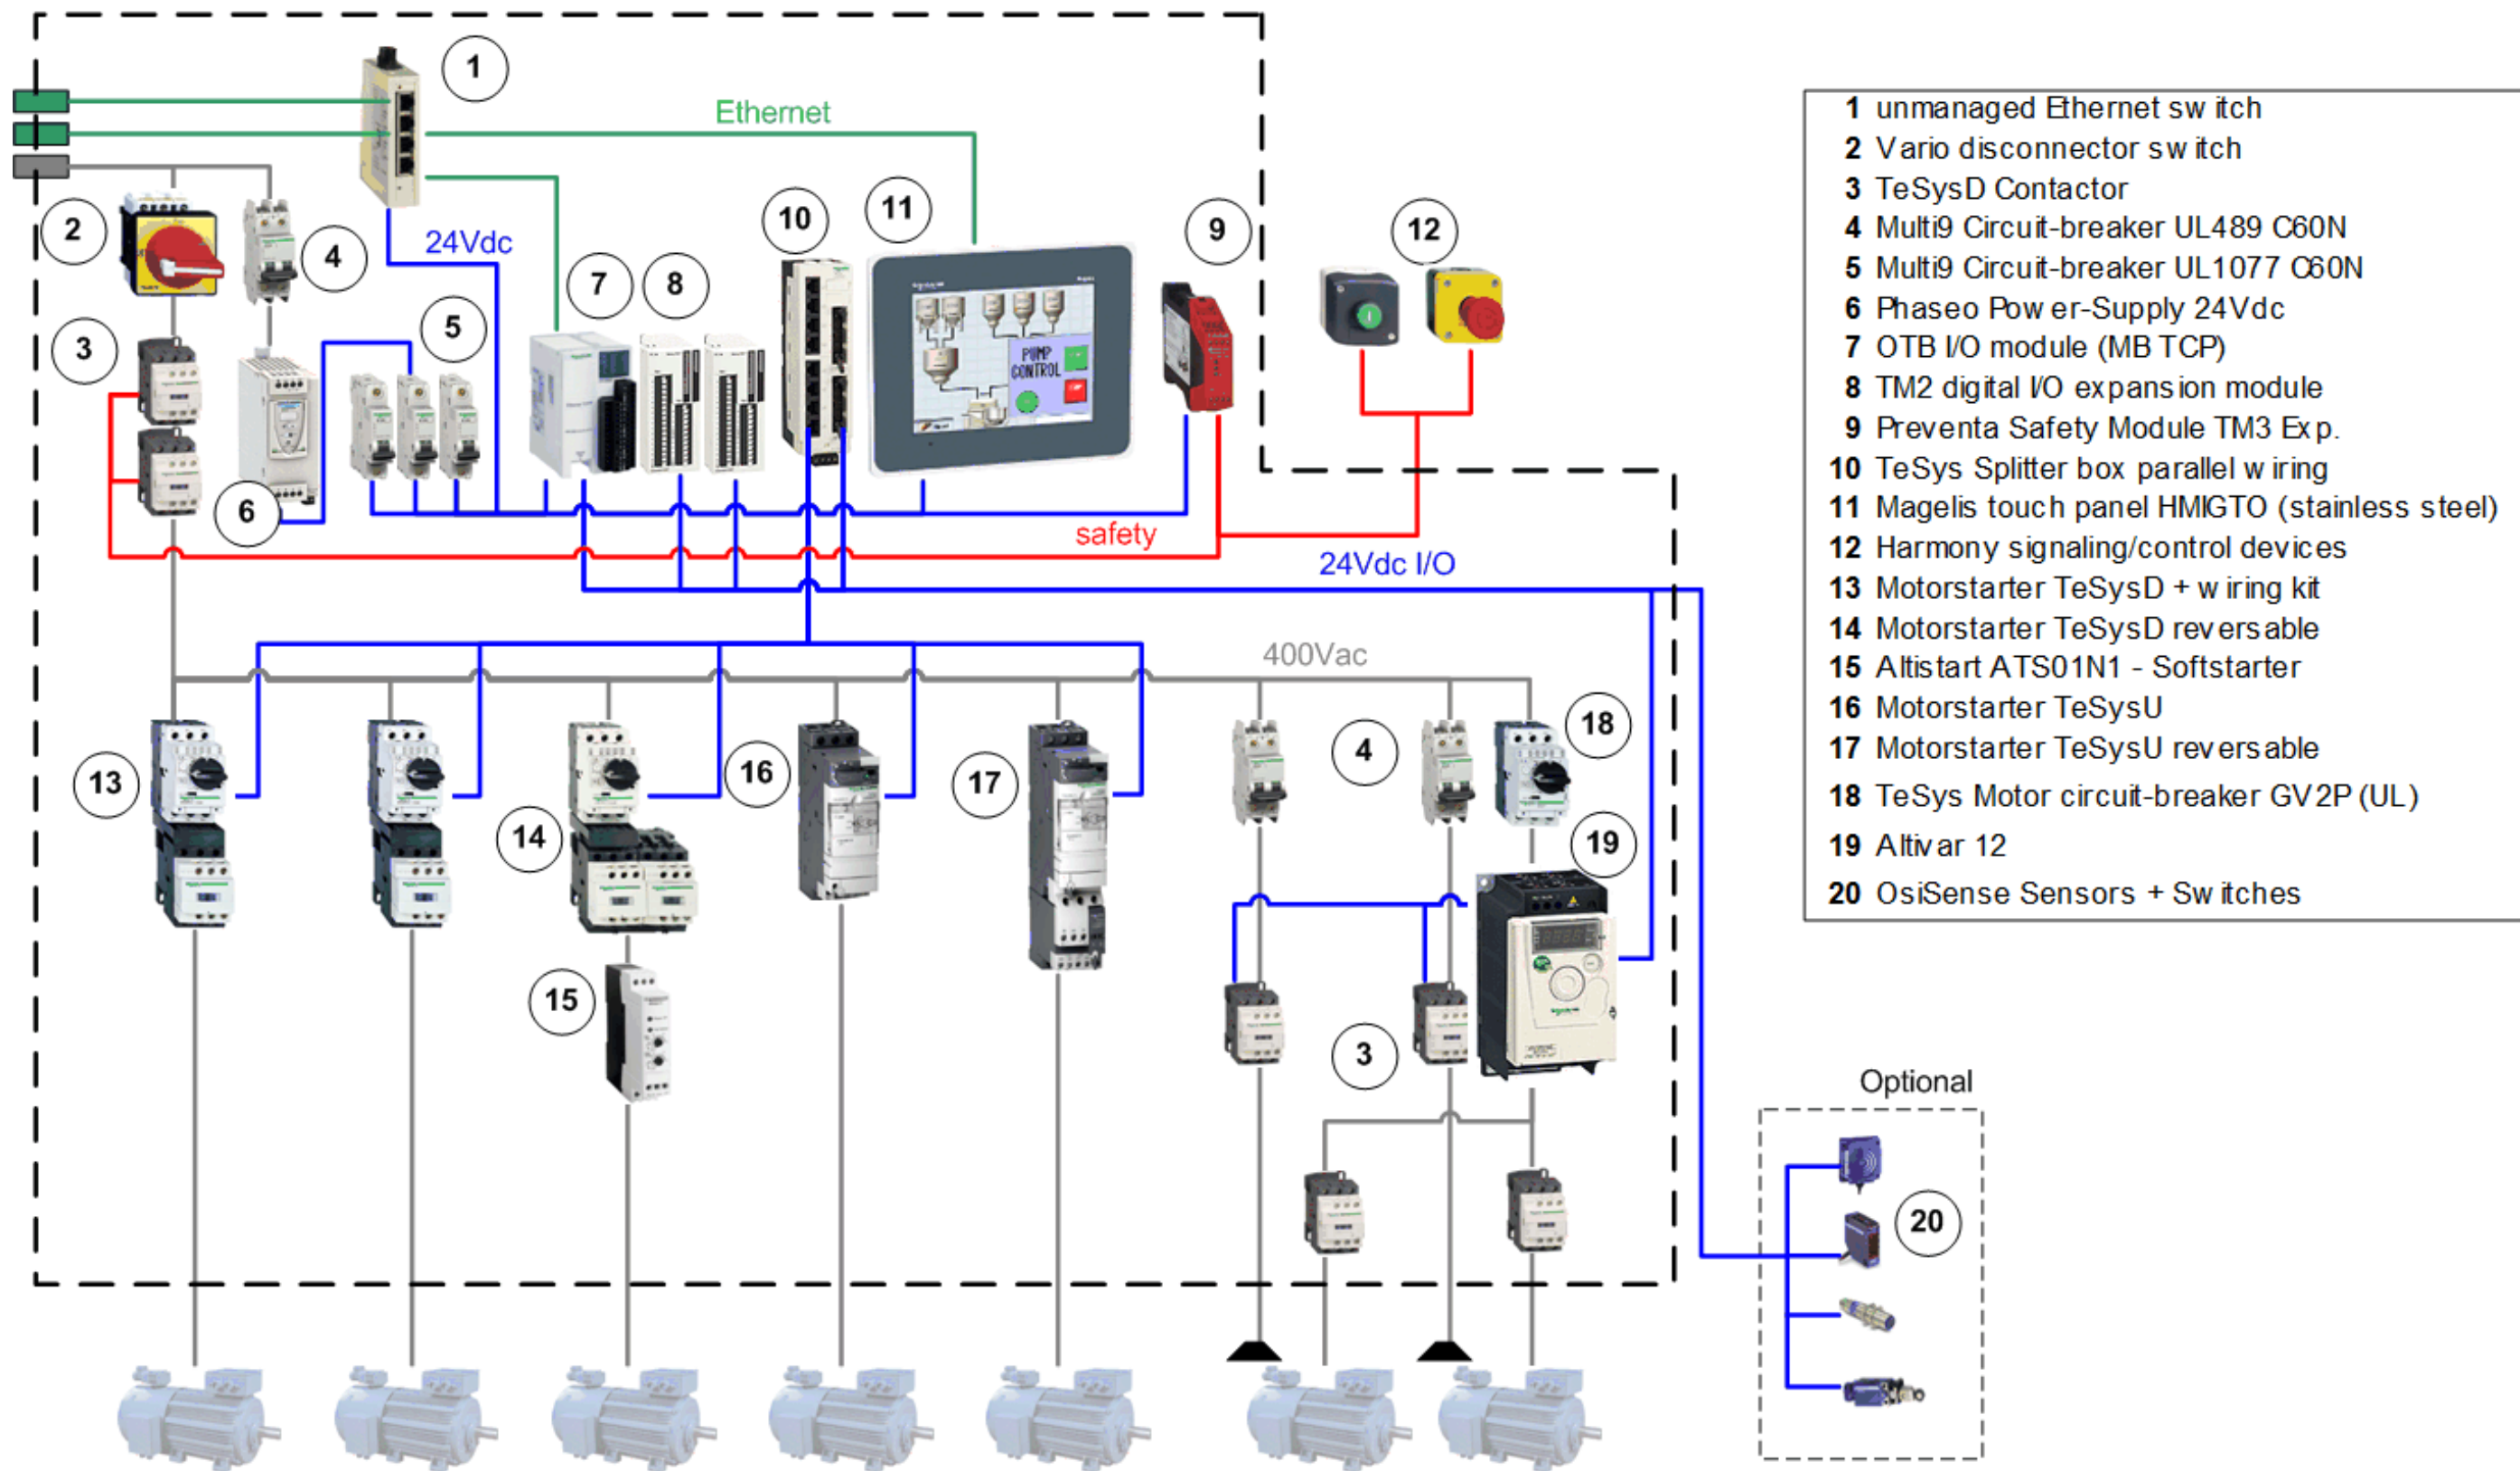 1
Ethernet
2
4
24Vdc
10
11
9
12
7
8
5
3
PUMP
CONTROL
6
safety
24Vdc I/O
400Vac
13
14
16
17
4
18
19
15
3
Optional
20
1 unmanaged Ethernet switch
2 Vario disconnector switch
3 TeSysD Contactor
4 Multi9 Circuit-breaker UL489 C60N
5 Multi9 Circuit-breaker UL1077 C60N
6 Phaseo Power-Supply 24Vdc
7 OTB I/O module (MB TCP)
8 TM2 digital I/O expansion module
9 Preventa Safety Module TM3 Exp.
10 TeSys Splitter box parallel wiring
11 Magelis touch panel HMIGTO (stainless steel)
12 Harmony signaling/control devices
13 Motorstarter TeSysD + wiring kit
14 Motorstarter TeSysD reversable
15 Altistart ATS01N1 - Softstarter
16 Motorstarter TeSysU
17 Motorstarter TeSysU reversable
18 TeSys Motor circuit-breaker GV2P (UL)
19 Altivar 12
20 OsiSense Sensors + Switches